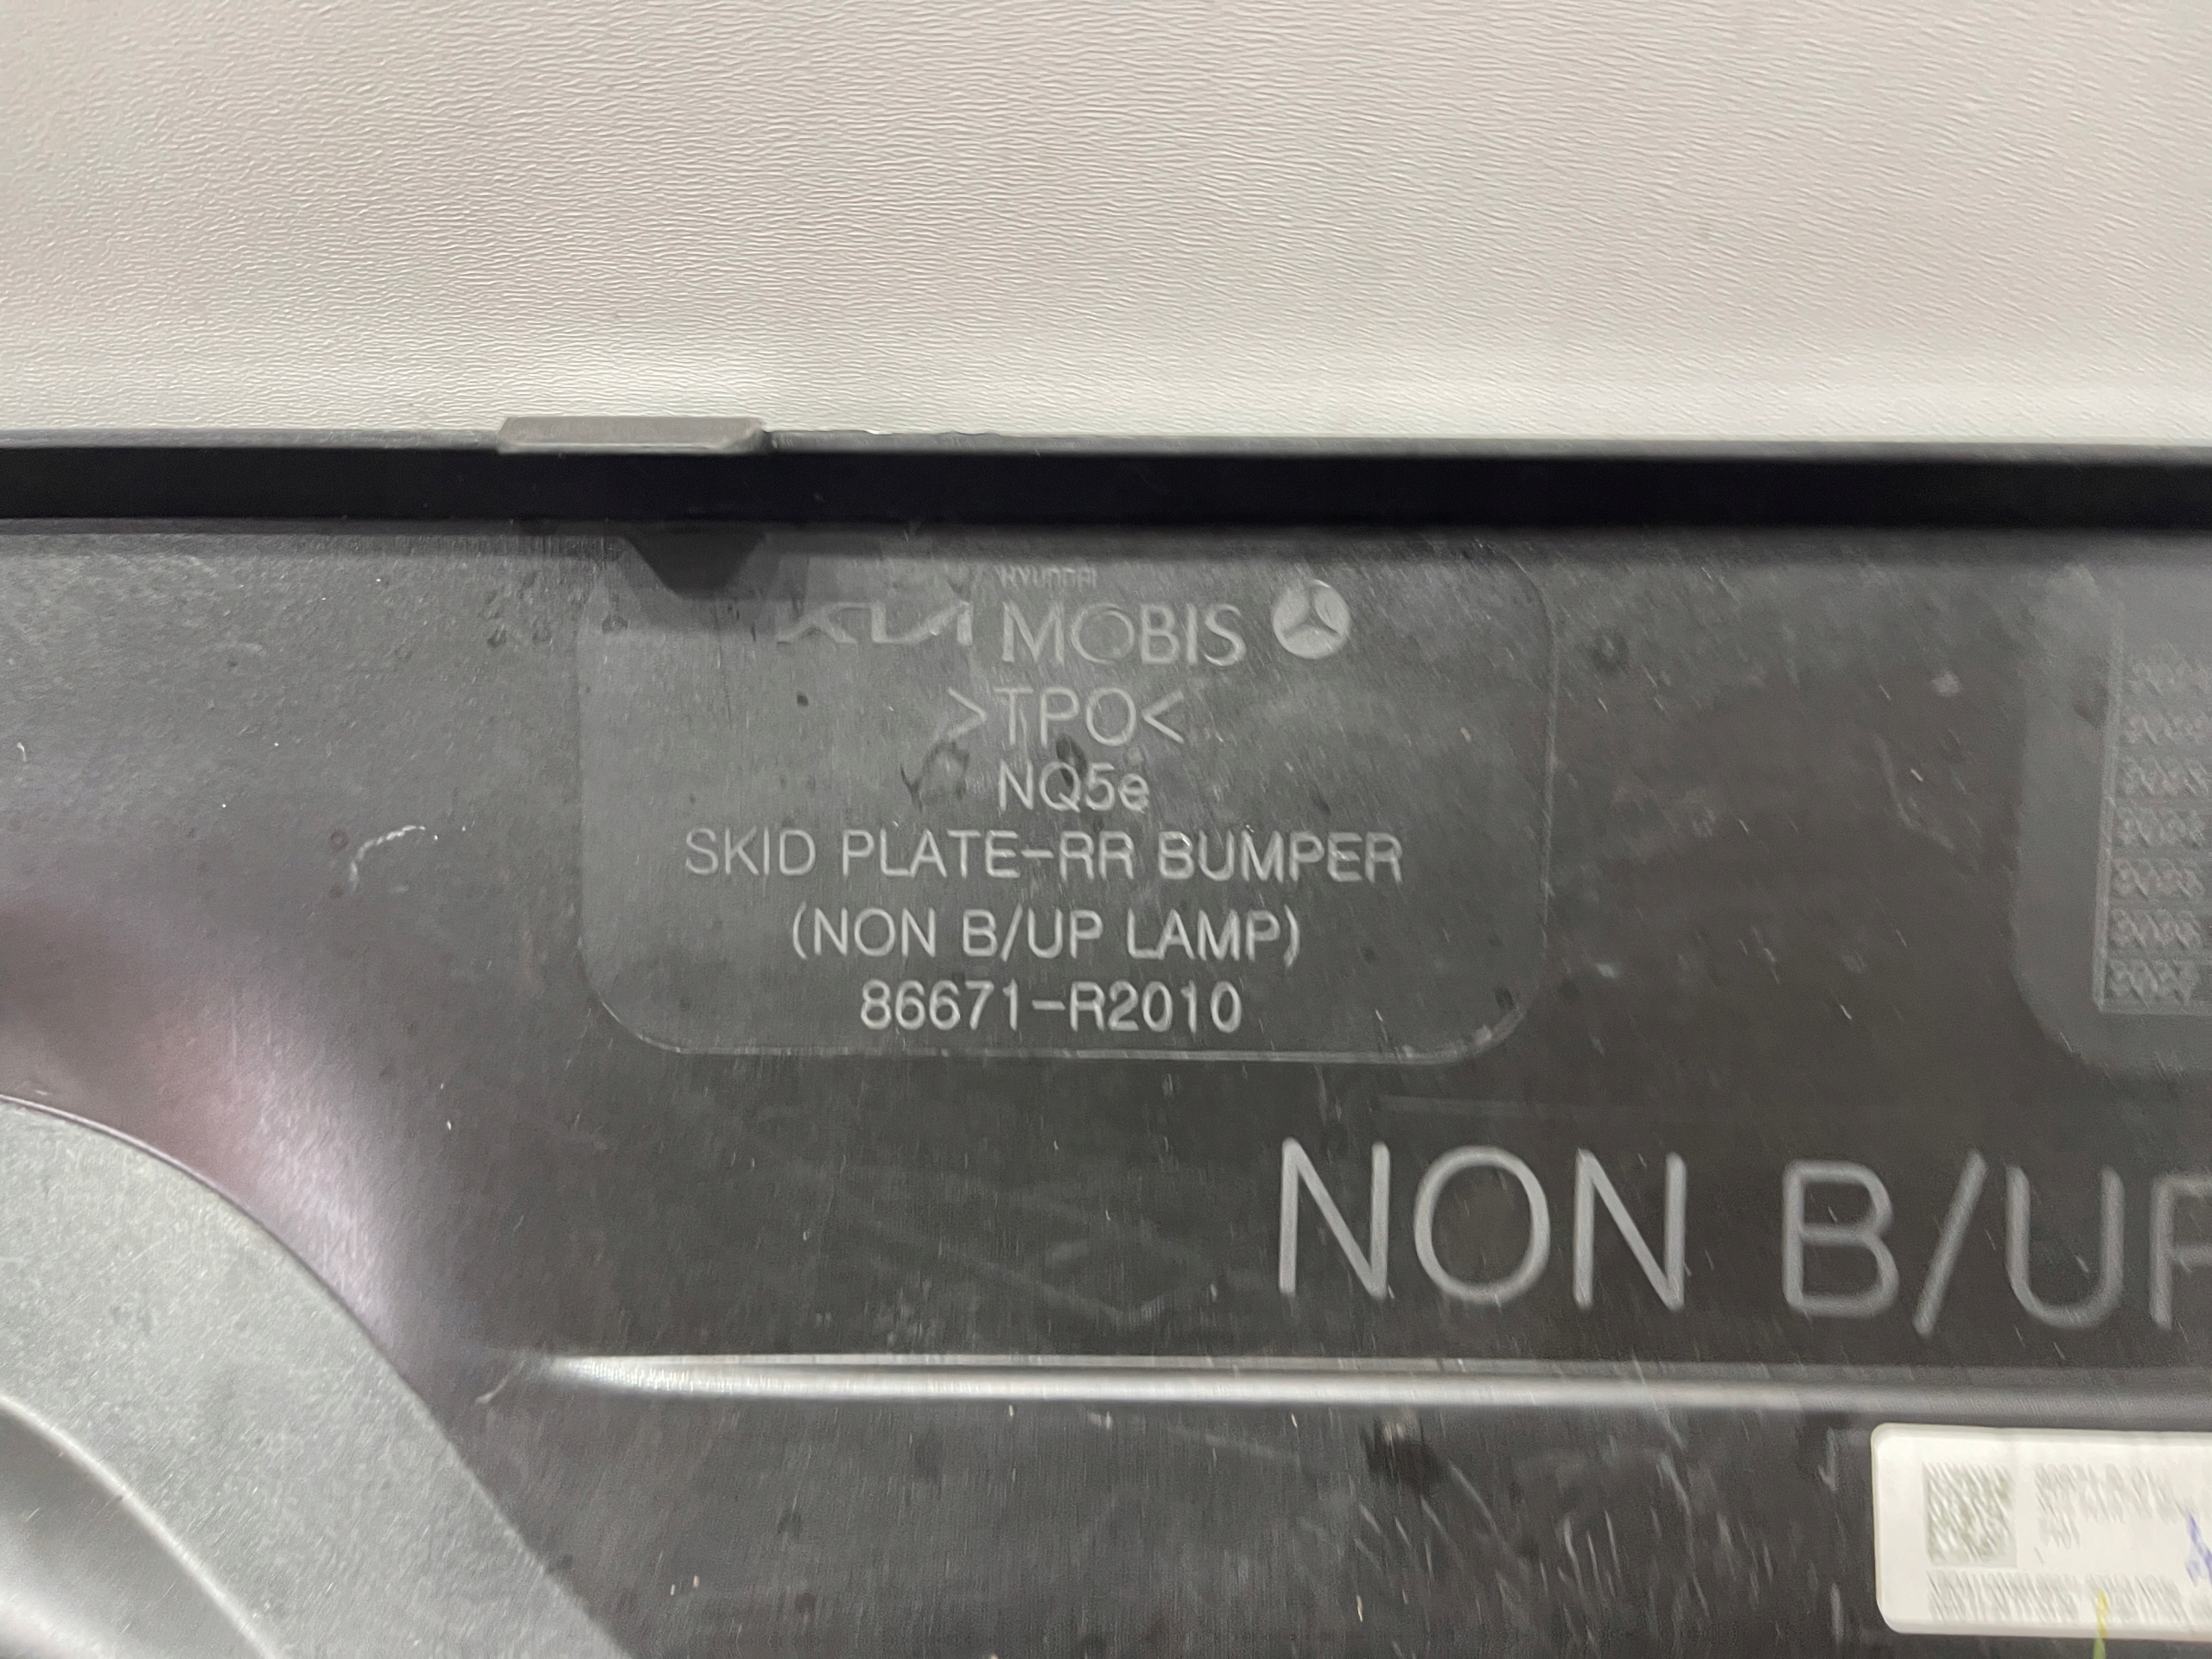 HYUNDAI
KIA MOBIS
>TPO<
NQ5e
SKID PLATE-RR BUMPER
(NON B/UP LAMP)
86671-R2010
NON B/UP